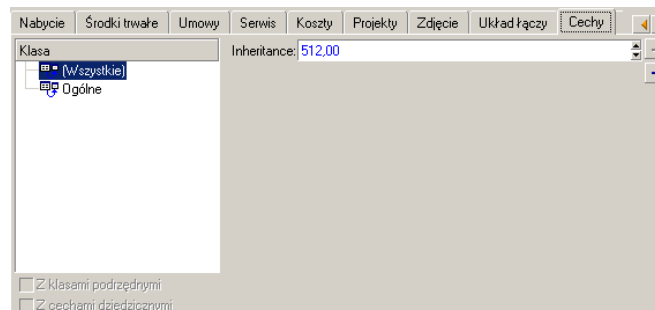 Nabycie Środki trwałe Umowy Serwis Koszty Projekty Zdjęcie Układ łączy Cechy
Klasa Inheritance: 512,00
(Wszystkie)
Ogólne
Z klasami podrzędnymi
Z cechami dziedzicznymi